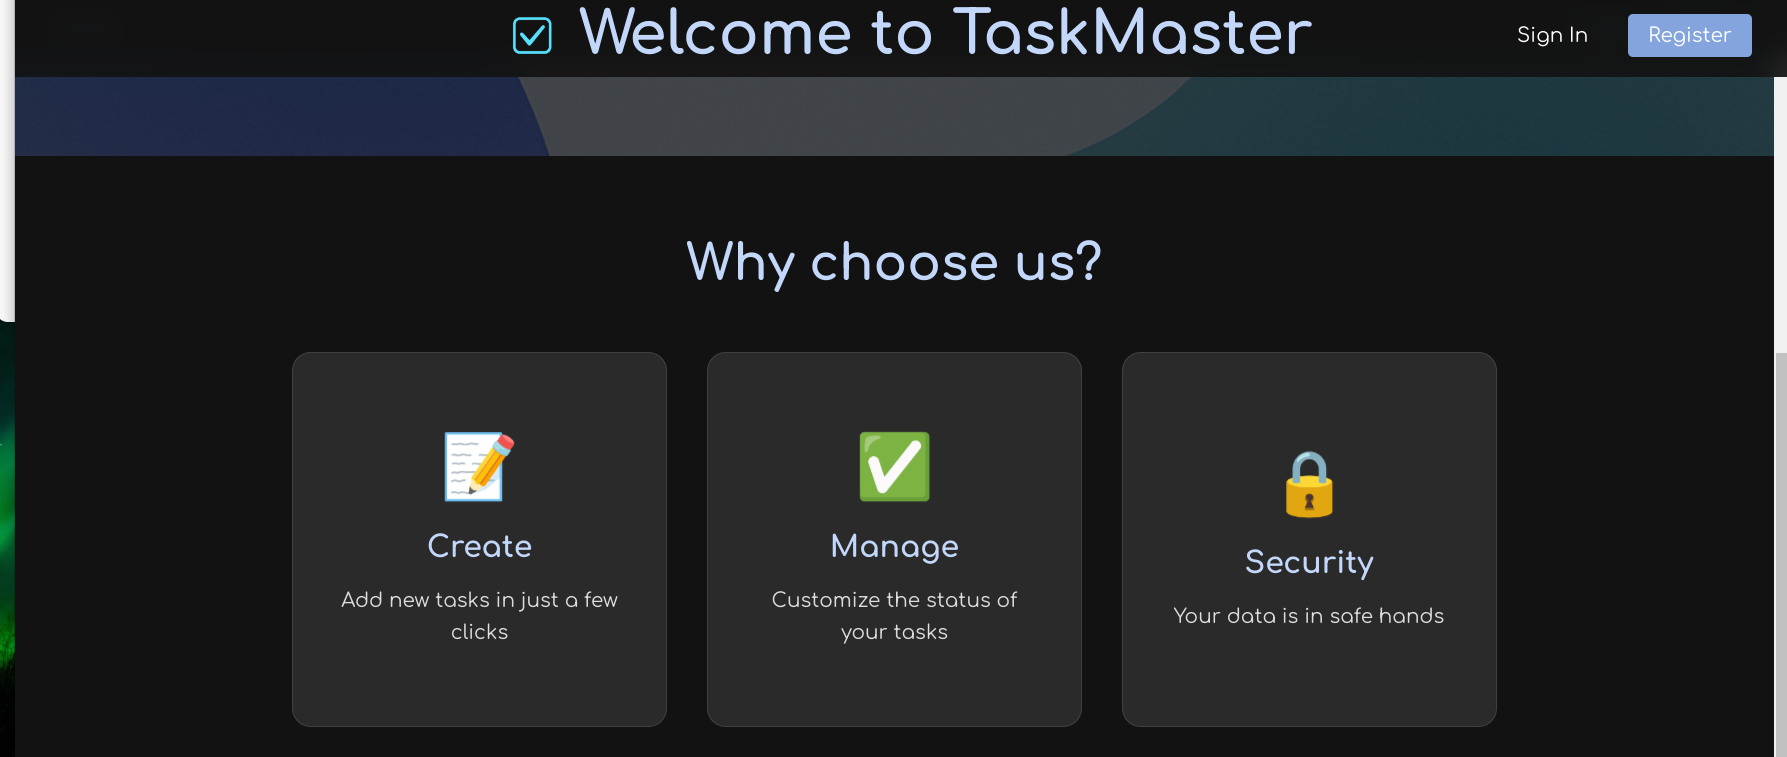 Welcome to TaskMaster
Sign In
Register
Why choose us?
Create
Add new tasks in just a few
clicks
Manage
Customize the status of
your tasks
Security
Your data is in safe hands